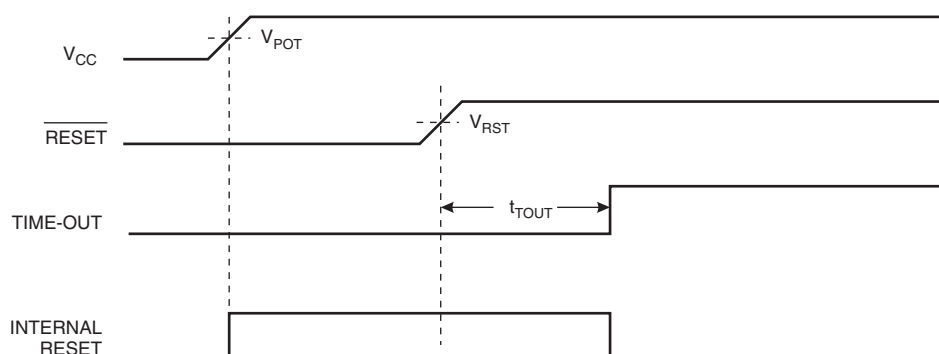 V_POT
V_CC
RESET
V_RST
TIME-OUT
t_TOUT
INTERNAL
RESET